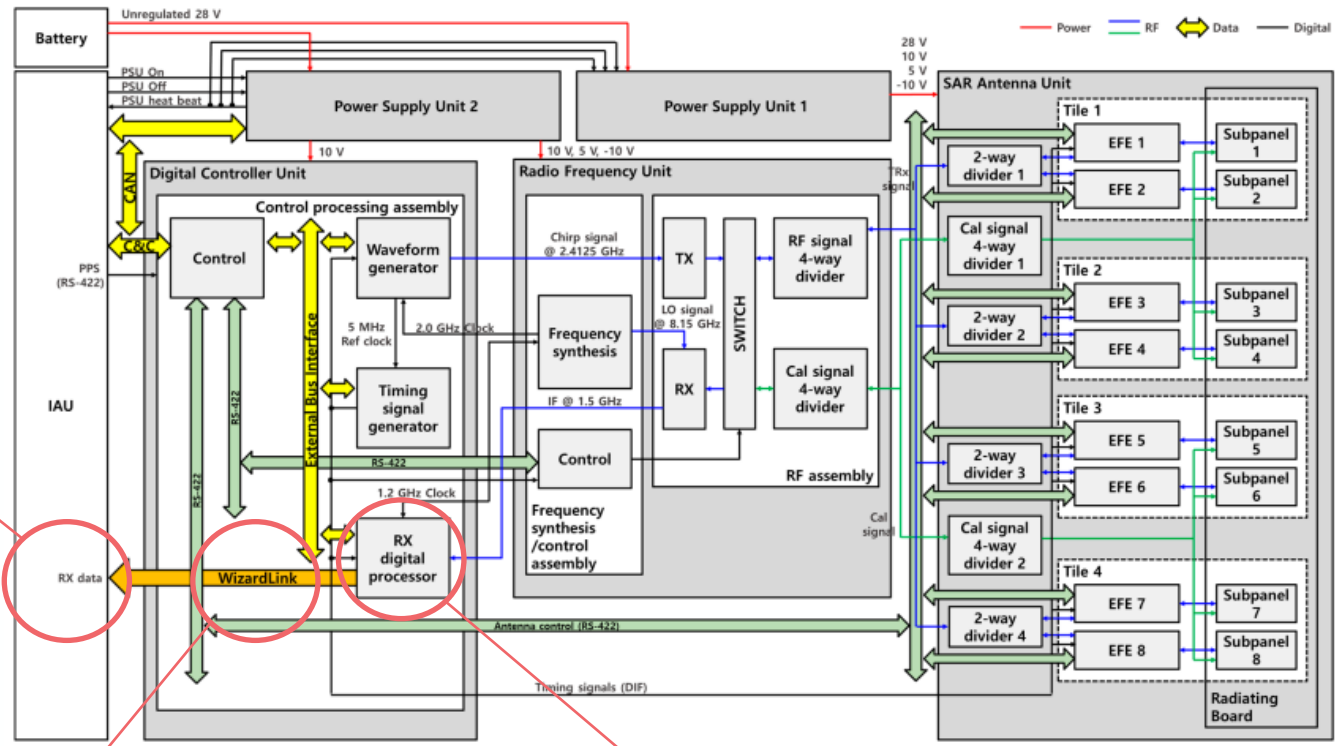 Unregulated 28 V
Battery
Power
RF
Data
Digital
28 V
10 V
5 V
-10 V
PSU On
PSU Off
PSU heat beat
Power Supply Unit 2
Power Supply Unit 1
SAR Antenna Unit
10 V
10 V, 5 V, -10 V
CAN
C&C
PPS
(RS-422)
IAU
RX data
Digital Controller Unit
Control processing assembly
Control
Waveform
generator
5 MHz
Ref clock
2.0 GHz Clock
Timing
signal
generator
External Bus Interface
RS-422
RS-422
RS-422
1.2 GHz Clock
RX
digital
processor
WizardLink
Antenna control (RS-422)
Timing signals (DIF)
Radio Frequency Unit
Chirp signal
@ 2.4125 GHz
Frequency
synthesis
LO signal
@ 8.15 GHz
IF @ 1.5 GHz
Control
Frequency
synthesis
/control
assembly
TX
RX
SWITCH
RF signal
4-way
divider
Cal signal
4-way
divider
RF assembly
TRx
signal
Cal
signal
Tile 1
2-way
divider 1
EFE 1
EFE 2
Subpanel
1
Subpanel
2
Cal signal
4-way
divider 1
Tile 2
2-way
divider 2
EFE 3
EFE 4
Subpanel
3
Subpanel
4
Tile 3
2-way
divider 3
EFE 5
EFE 6
Subpanel
5
Subpanel
6
Cal signal
4-way
divider 2
Tile 4
2-way
divider 4
EFE 7
EFE 8
Subpanel
7
Subpanel
8
Radiating
Board